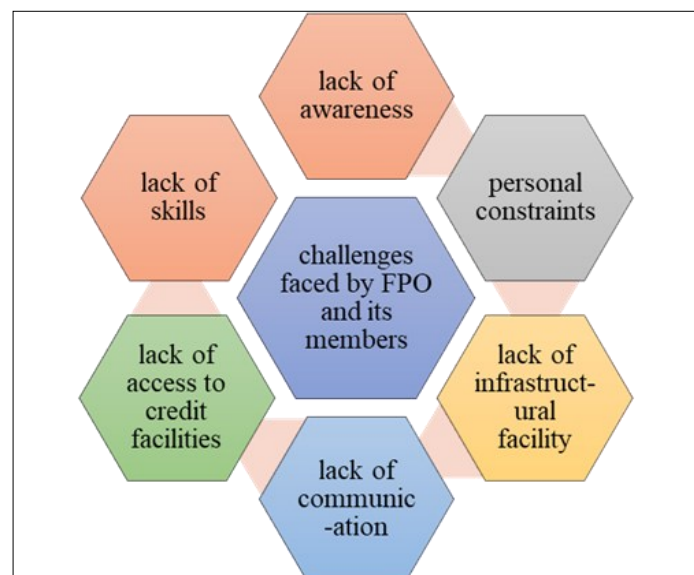 lack of
awareness
lack of
skills
personal
constraints
challenges
faced by FPO
and its
members
lack of
access to
credit
facilities
lack of
infrastruct-
ural
facility
lack of
communic
-ation